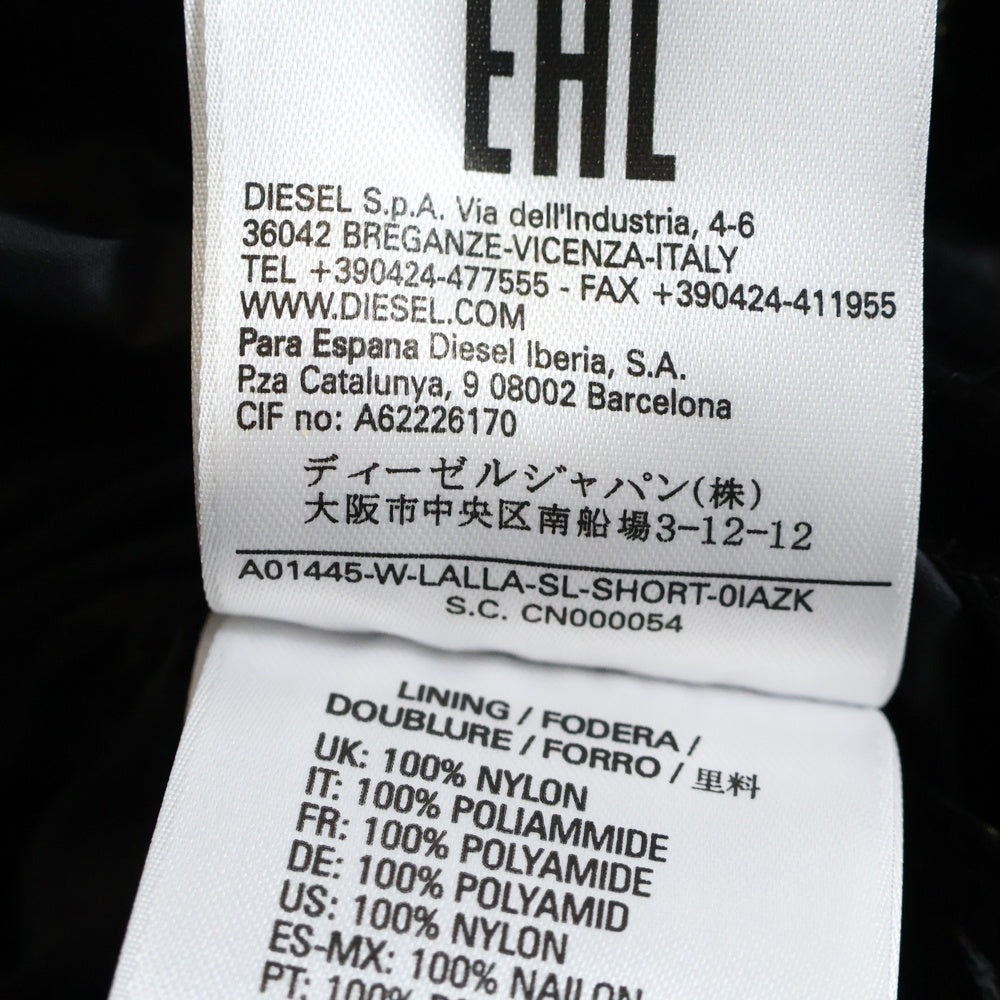 EAC
DIESEL S.p.A. Via dell'Industria, 4-6
36042 BREGANZE-VICENZA-ITALY
TEL +390424-477555 - FAX +390424-411955
WWW.DIESEL.COM
Para Espana Diesel Iberia, S.A.
P.za Catalunya, 9 08002 Barcelona
CIF no: A62226170
ディーゼルジャパン(株)
大阪市中央区南船場3-12-12
A01445-W-LALLA-SL-SHORT-0IAZK
S.C. CN000054
LINING / FODERA /
DOUBLURE / FORRO / 里料
UK: 100% NYLON
IT: 100% POLIAMMIDE
FR: 100% POLYAMIDE
DE: 100% POLYAMID
US: 100% NYLON
ES-MX: 100% NAILON
PT: 100%